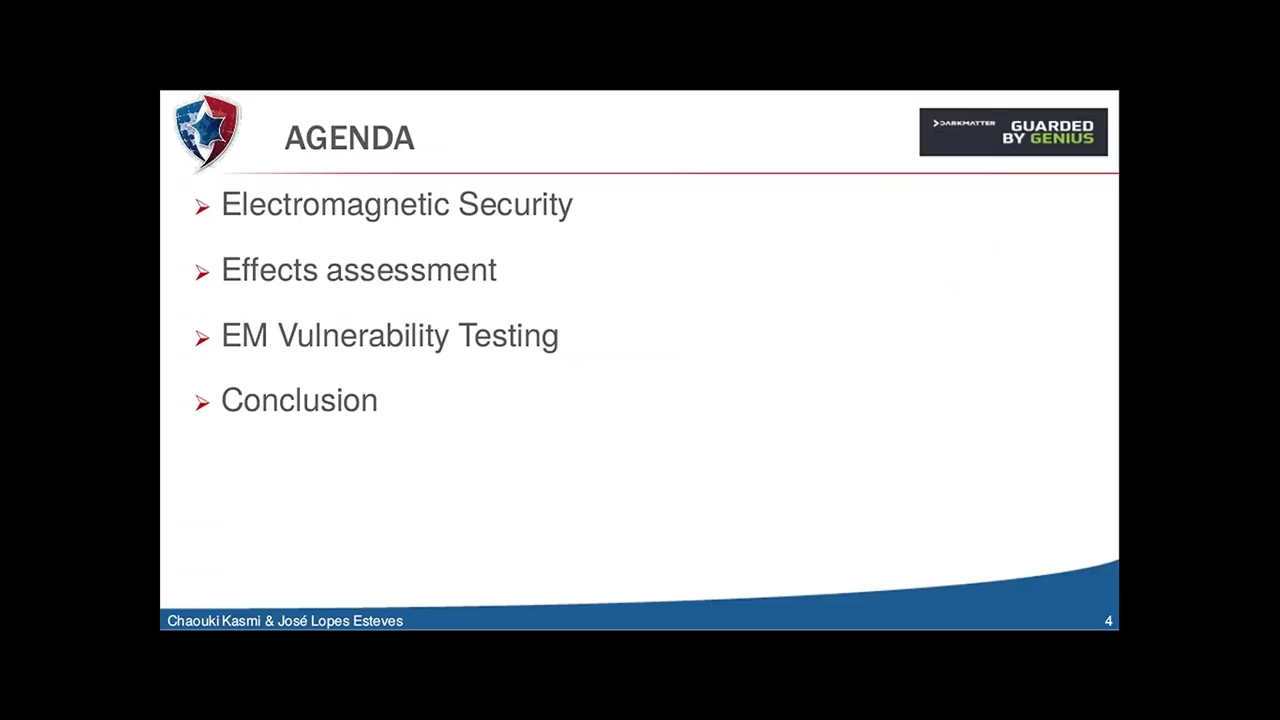 AGENDA
DARKMATTER
GUARDED
BY GENIUS
Electromagnetic Security
Effects assessment
EM Vulnerability Testing
Conclusion
Chaouki Kasmi & José Lopes Esteves
4